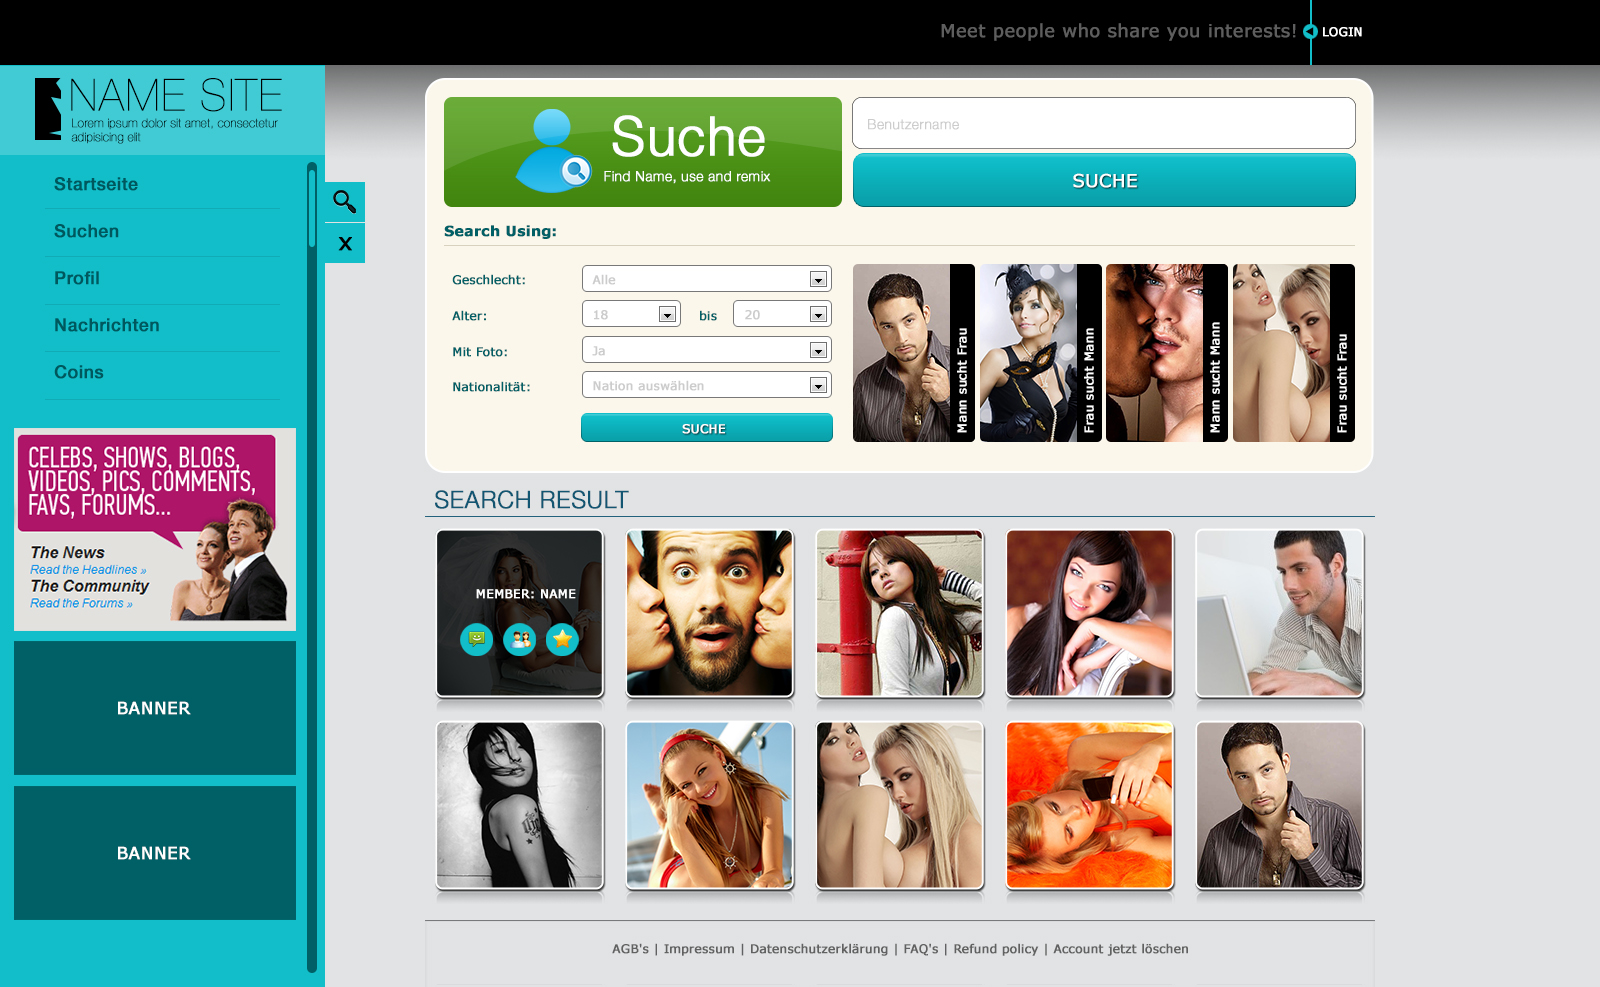 Meet people who share you interests!
LOGIN
NAME SITE
Lorem ipsum dolor sit amet, consectetur
adipisicing elit
Startseite
Suchen
Profil
Nachrichten
Coins
X
CELEBS, SHOWS, BLOGS,
VIDEOS, PICS, COMMENTS,
FAVS, FORUMS...
The News
Read the Headlines »
The Community
Read the Forums »
BANNER
BANNER
Suche
Find Name, use and remix
Benutzername
SUCHE
Search Using:
Geschlecht:
Alle
Alter:
18
bis
20
Mit Foto:
Ja
Nationalität:
Nation auswählen
SUCHE
Mann sucht Frau
Frau sucht Mann
Mann sucht Mann
Frau sucht Frau
SEARCH RESULT
MEMBER: NAME
AGB's | Impressum | Datenschutzerklärung | FAQ's | Refund policy | Account jetzt löschen